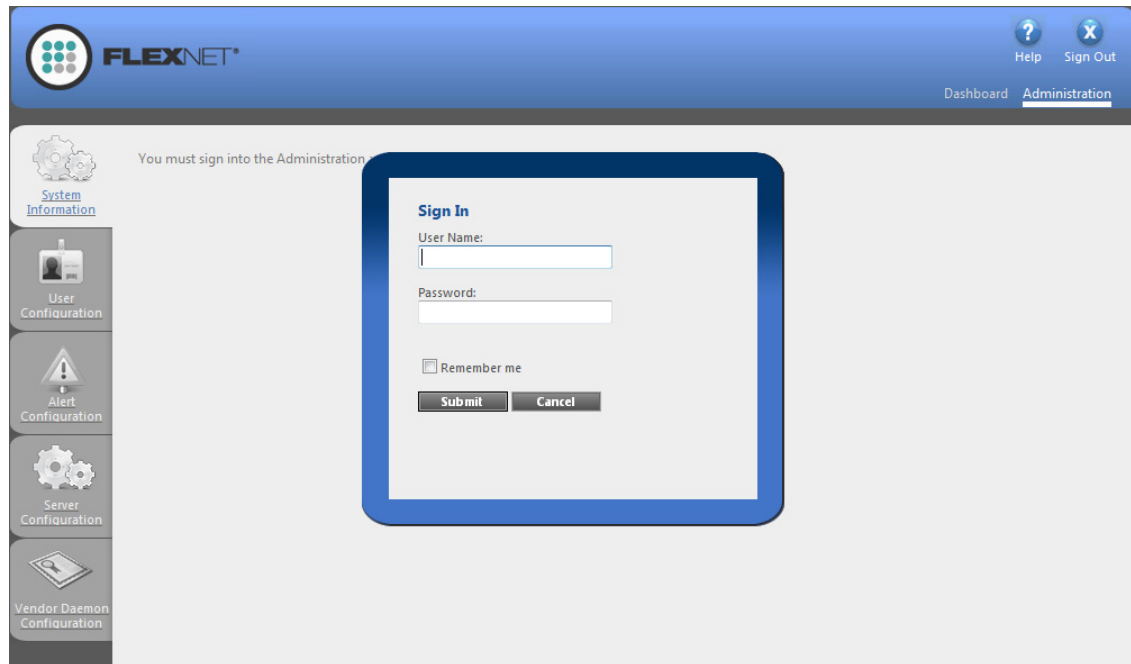 FLEXNET®
Help Sign Out
Dashboard Administration
You must sign into the Administration
System
Information
User
Configuration
Alert
Configuration
Server
Configuration
Vendor Daemon
Configuration
Sign In
User Name:
Password:
Remember me
Submit Cancel